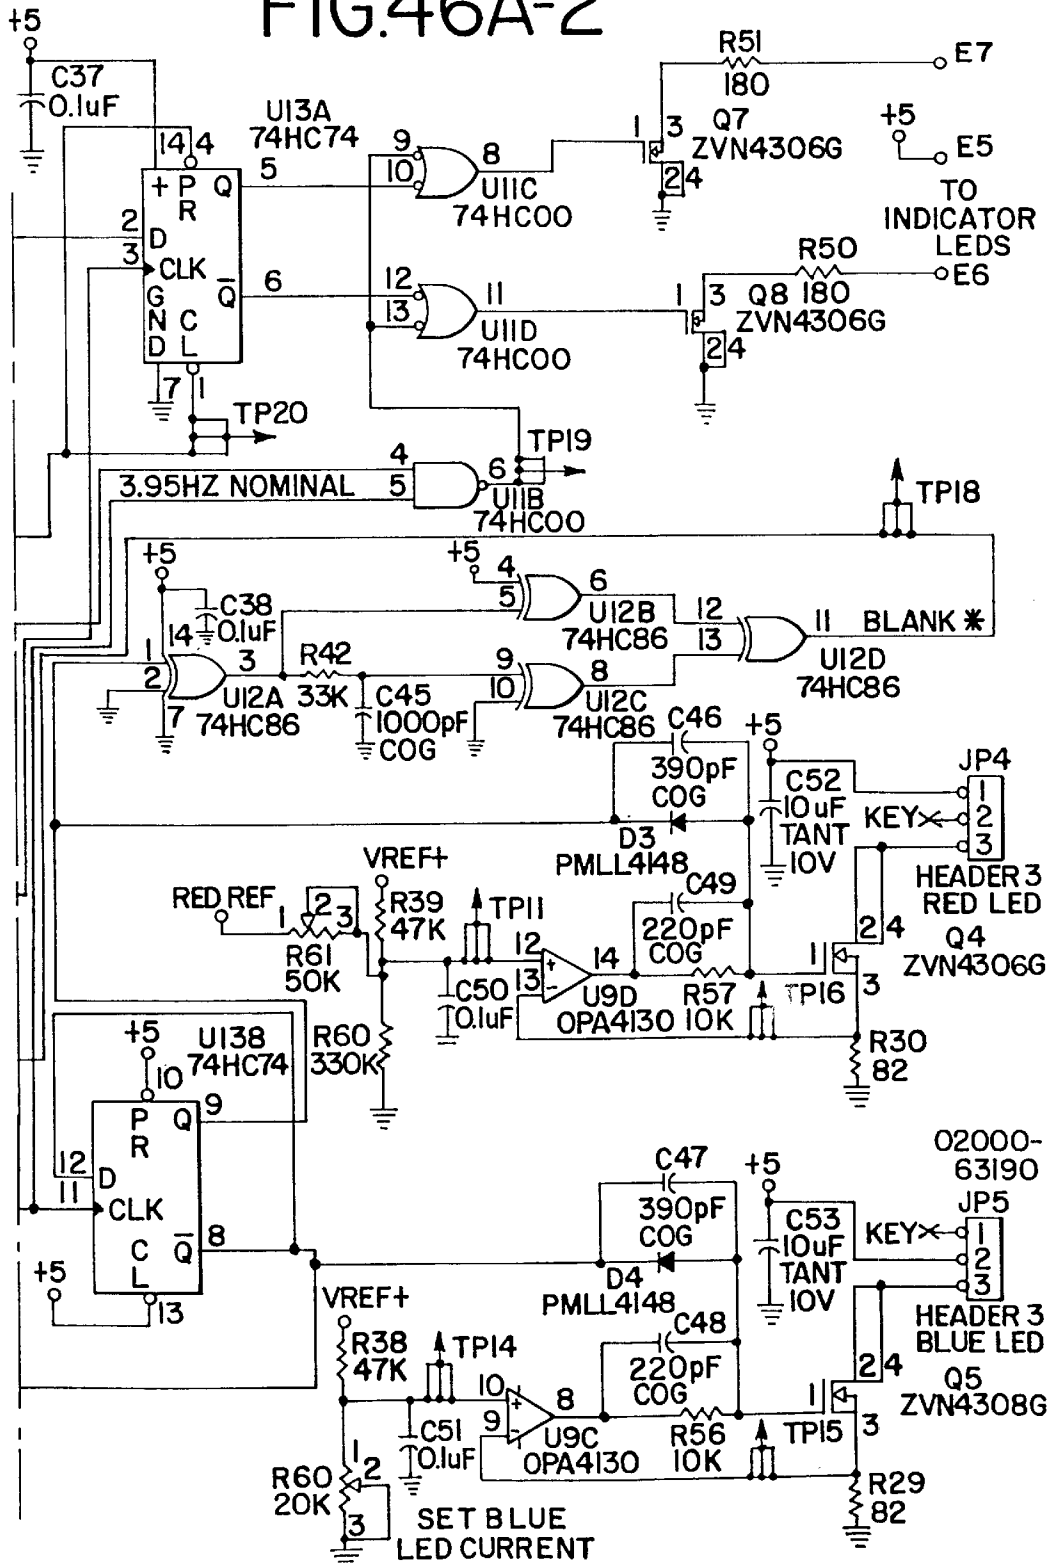 FIG.46A-2
+5
C37
0.1uF
14
4
U13A
74HC74
5
+ P Q
R
2
D
3
CLK
G
N C
D L
Q
6
7
1
TP20
9
10
8
U11C
74HC00
12
13
11
U11D
74HC00
R51
180
E7
1
3
Q7
ZVN4306G
2 4
+5
E5
TO
INDICATOR
LEDS
R50
180
E6
1
3
Q8
ZVN4306G
2 4
TP19
4
5
6
3.95HZ NOMINAL
U11B
74HC00
TP18
+5
C38
0.1uF
14
1
2
3
7
U12A
74HC86
R42
33K
C45
1000pF
COG
+5
4
5
6
U12B
74HC86
9
10
8
U12C
74HC86
12
13
11
BLANK *
U12D
74HC86
C46
390pF
COG
D3
PMLL4148
+5
C52
10uF
TANT
10V
JP4
1
KEY 2
3
HEADER 3
RED LED
VREF+
RED REF
1 2 3
R39
47K
R61
50K
TP11
12
13
14
+
-
C50
0.1uF
U9D
OPA4130
C49
220pF
COG
R57
10K
TP16
1
2 4
3
Q4
ZVN4306G
R30
82
R60
330K
+5
U138
74HC74
10
9
P Q
R
12
D
11
CLK
C Q
L
8
+5
13
C47
390pF
COG
D4
PMLL4148
+5
C53
10uF
TANT
10V
02000-
63190
JP5
KEY 1
2
3
HEADER 3
BLUE LED
VREF+
R38
47K
TP14
10
9
8
+
-
C51
0.1uF
U9C
OPA4130
C48
220pF
COG
R56
10K
TP15
1
2 4
3
Q5
ZVN4308G
R29
82
R60
20K
1
2
3
SET BLUE
LED CURRENT